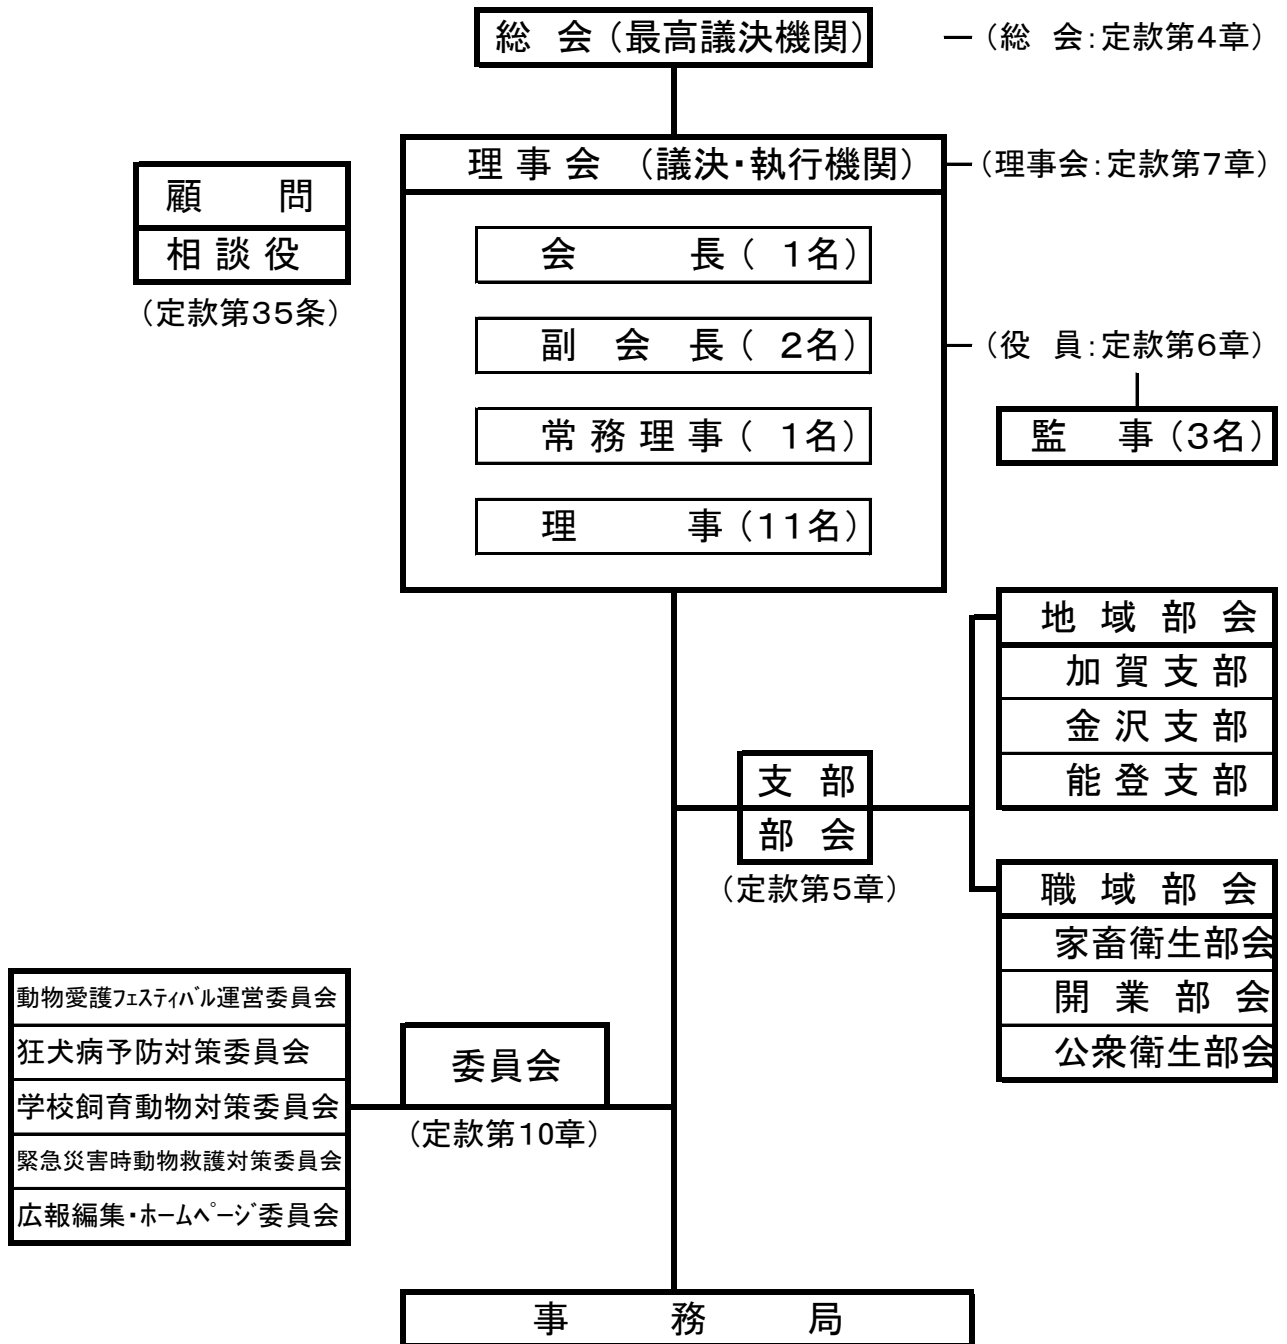 総 会（最高議決機関）
（総 会：定款第4章）
理 事 会 （議決・執行機関）
（理事会：定款第7章）
顧 問
相 談 役
（定款第35条）
会 長（ 1名）
副 会 長（ 2名）
（役 員：定款第6章）
常 務 理 事（ 1名）
監 事（3名）
理 事（11名）
地 域 部 会
加 賀 支 部
金 沢 支 部
能 登 支 部
支 部
部 会
（定款第5章）
職 域 部 会
家畜衛生部会
開 業 部 会
公衆衛生部会
動物愛護ﾌｪｽﾃｨﾊﾞﾙ運営委員会
狂犬病予防対策委員会
学校飼育動物対策委員会
緊急災害時動物救護対策委員会
広報編集・ﾎｰﾑﾍﾟｰｼﾞ委員会
委員会
（定款第10章）
事 務 局